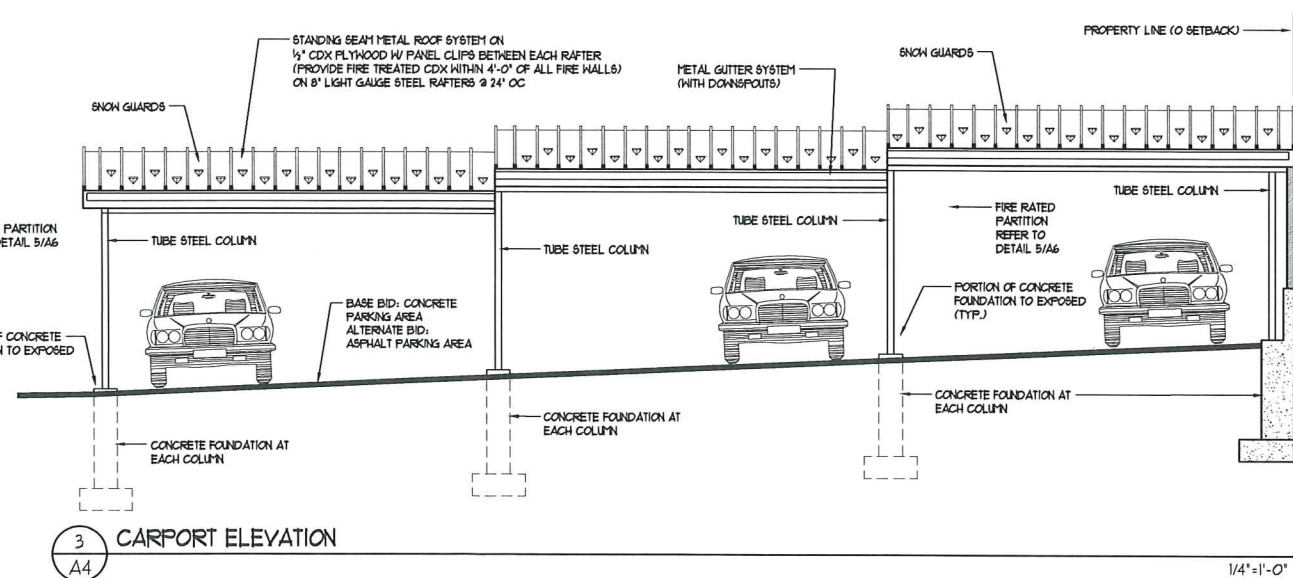 PROPERTY LINE (0 SETBACK)
STANDING SEAM METAL ROOF SYSTEM ON
1/2" CDX PLYWOOD W/ PANEL CLIPS BETWEEN EACH RAFTER
(PROVIDE FIRE TREATED CDX WITHIN 4'-0" OF ALL FIRE WALLS)
ON 8" LIGHT GAUGE STEEL RAFTERS @ 24" OC
SNOW GUARDS
METAL GUTTER SYSTEM
(WITH DOWNSPOUTS)
SNOW GUARDS
PARTITION
DETAIL 5/A6
TUBE STEEL COLUMN
TUBE STEEL COLUMN
TUBE STEEL COLUMN
TUBE STEEL COLUMN
FIRE RATED
PARTITION
REFER TO
DETAIL 5/A6
BASE BID: CONCRETE
PARKING AREA
ALTERNATE BID:
ASPHALT PARKING AREA
PORTION OF CONCRETE
FOUNDATION TO EXPOSED
(TYP.)
OF CONCRETE
N TO EXPOSED
CONCRETE FOUNDATION AT
EACH COLUMN
CONCRETE FOUNDATION AT
EACH COLUMN
CONCRETE FOUNDATION AT
EACH COLUMN
3
A4
CARPORT ELEVATION
1/4"=1'-0"